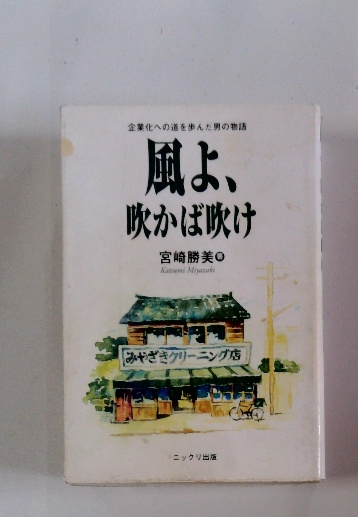 企業化への道を歩んだ男の物語
風よ、
吹かば吹け
宮崎勝美著
Katsumi Miyazaki
みやざきクリーニング店
ニックリ出版